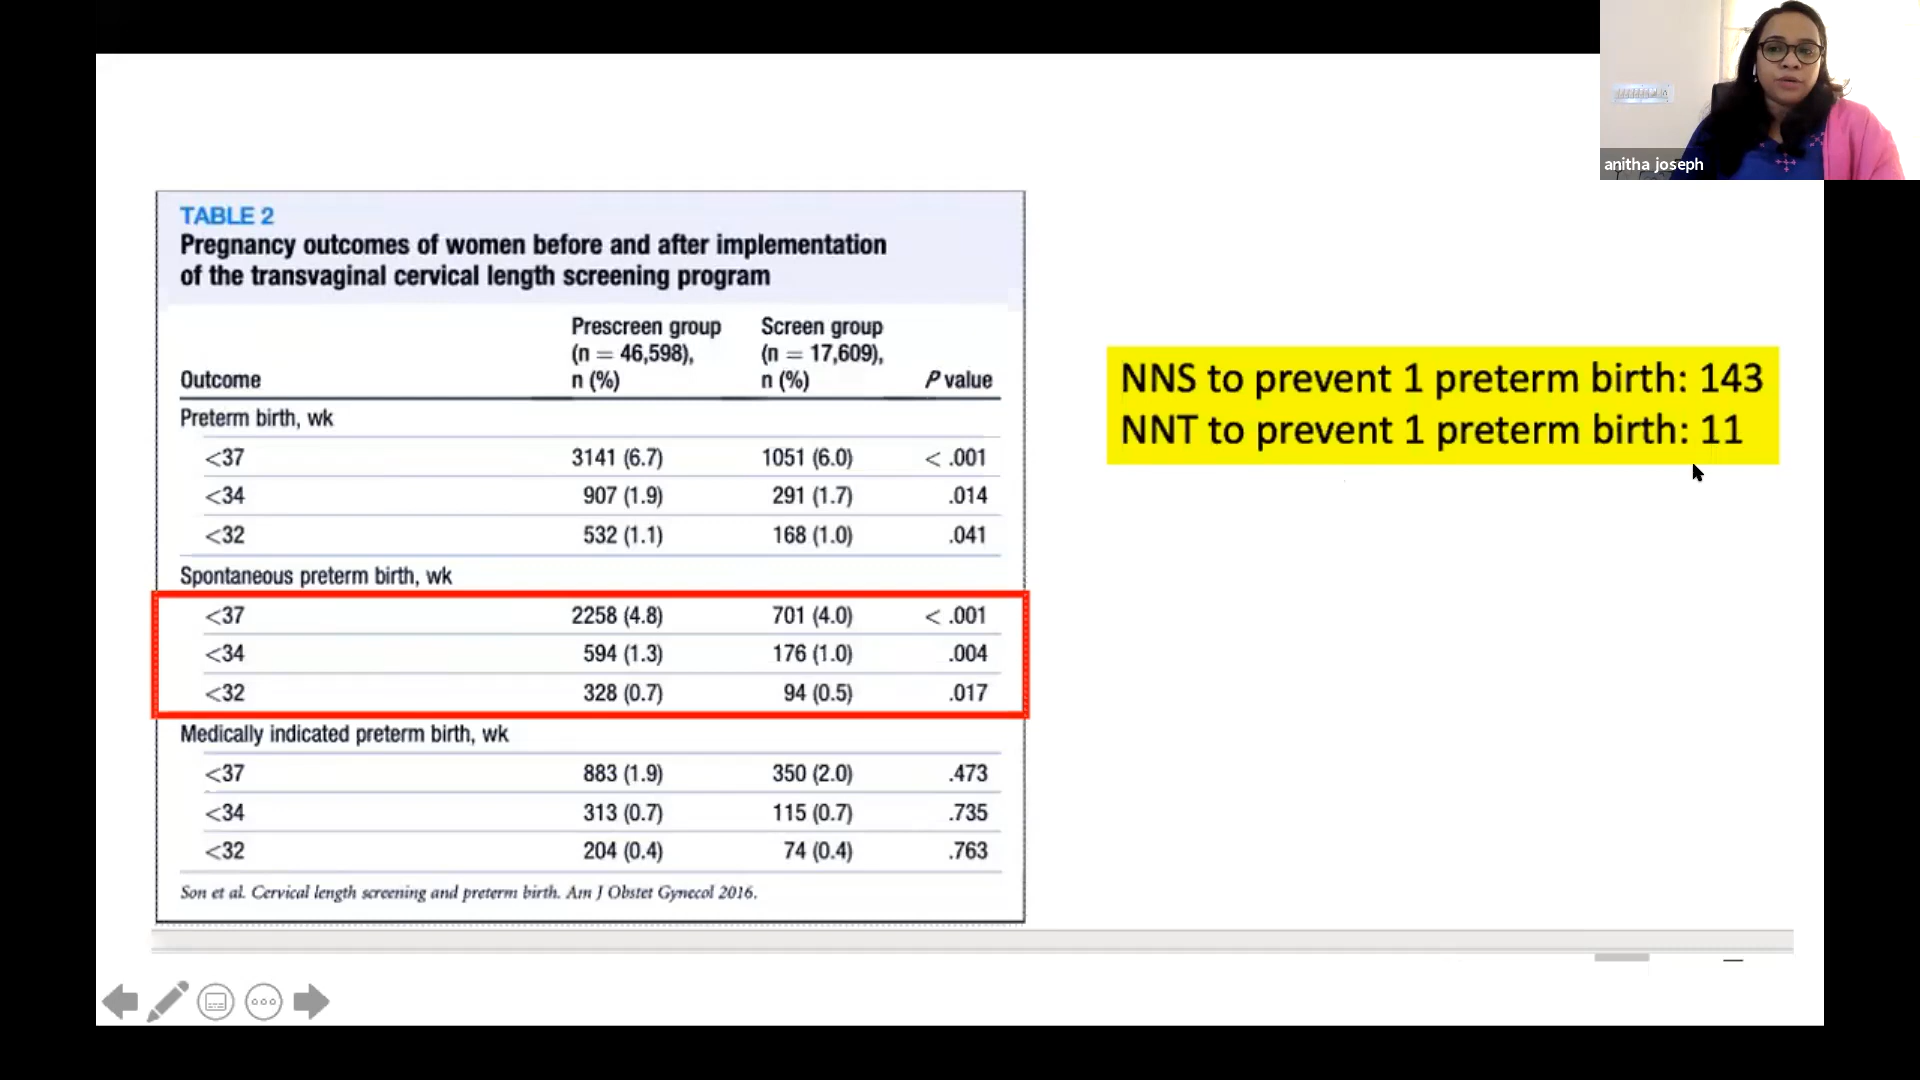 anitha joseph
TABLE 2
Pregnancy outcomes of women before and after implementation
of the transvaginal cervical length screening program
Prescreen group Screen group
(n = 46,598), (n = 17,609),
Outcome n (%) n (%) P value
Preterm birth, wk
<37 3141 (6.7) 1051 (6.0) < .001
<34 907 (1.9) 291 (1.7) .014
<32 532 (1.1) 168 (1.0) .041
Spontaneous preterm birth, wk
<37 2258 (4.8) 701 (4.0) < .001
<34 594 (1.3) 176 (1.0) .004
<32 328 (0.7) 94 (0.5) .017
Medically indicated preterm birth, wk
<37 883 (1.9) 350 (2.0) .473
<34 313 (0.7) 115 (0.7) .735
<32 204 (0.4) 74 (0.4) .763
Son et al. Cervical length screening and preterm birth. Am J Obstet Gynecol 2016.
NNS to prevent 1 preterm birth: 143
NNT to prevent 1 preterm birth: 11